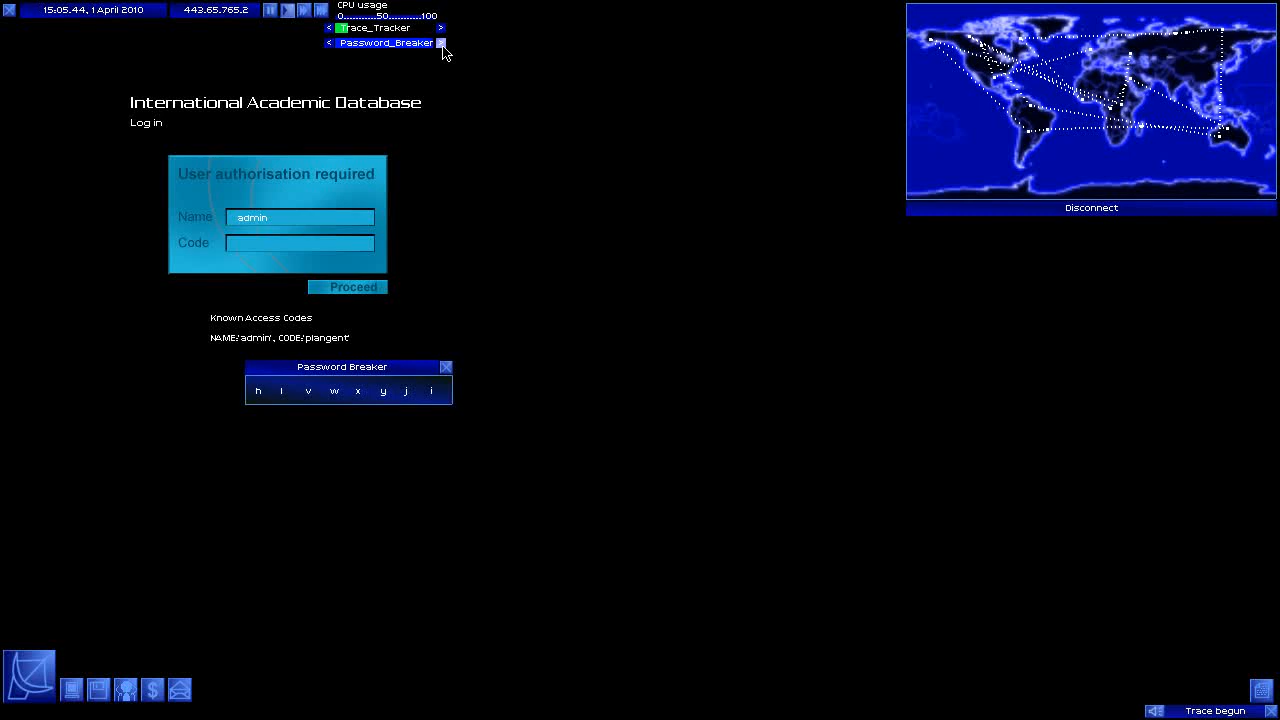 15:05.44, 1 April 2010
443.65.765.2
CPU usage
0...........50...........100
< Trace_Tracker >
< Password_Breaker >
International Academic Database
Log in
User authorisation required
Name admin
Code
Proceed
Known Access Codes
NAME:'admin', CODE:'plangent'
Password Breaker
h l v w x y j i
Disconnect
$
Trace begun